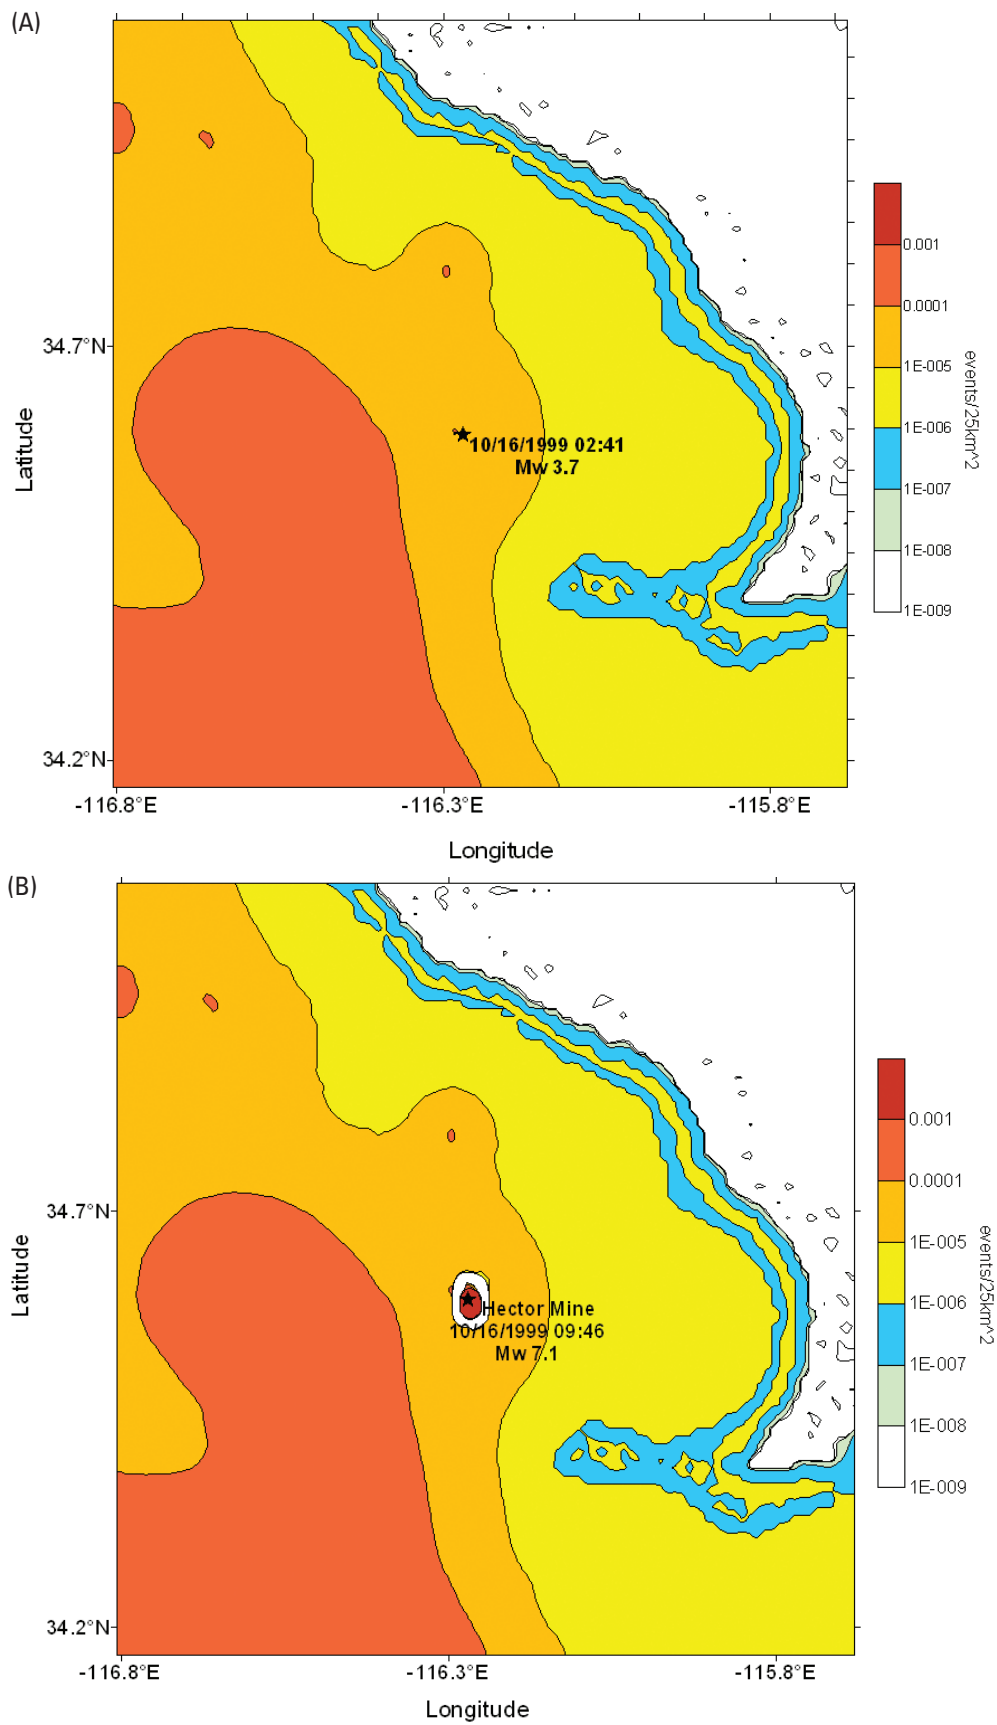 (A)
0.001
0.0001
34.7°N
1E-005
events/25km^2
1E-006
Latitude
10/16/1999 02:41
Mw 3.7
1E-007
1E-008
1E-009
34.2°N
-116.8°E
-116.3°E
-115.8°E
Longitude
(B)
0.001
0.0001
34.7°N
1E-005
events/25km^2
Latitude
Hector Mine
10/16/1999 09:46
Mw 7.1
1E-006
1E-007
1E-008
1E-009
34.2°N
-116.8°E
-116.3°E
-115.8°E
Longitude